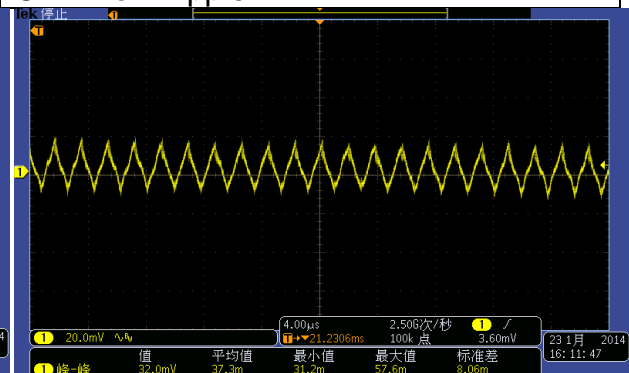 Tek 停止
T
1
1 20.0mV
4.00µs 2.50G次/秒 1
T→▼21.2306ms 100k 点 3.60mV
23 1月 2014
16:11:47
值 平均值 最小值 最大值 标准差
1 峰-峰 32.0mV 37.3m 31.2m 57.6m 8.06m